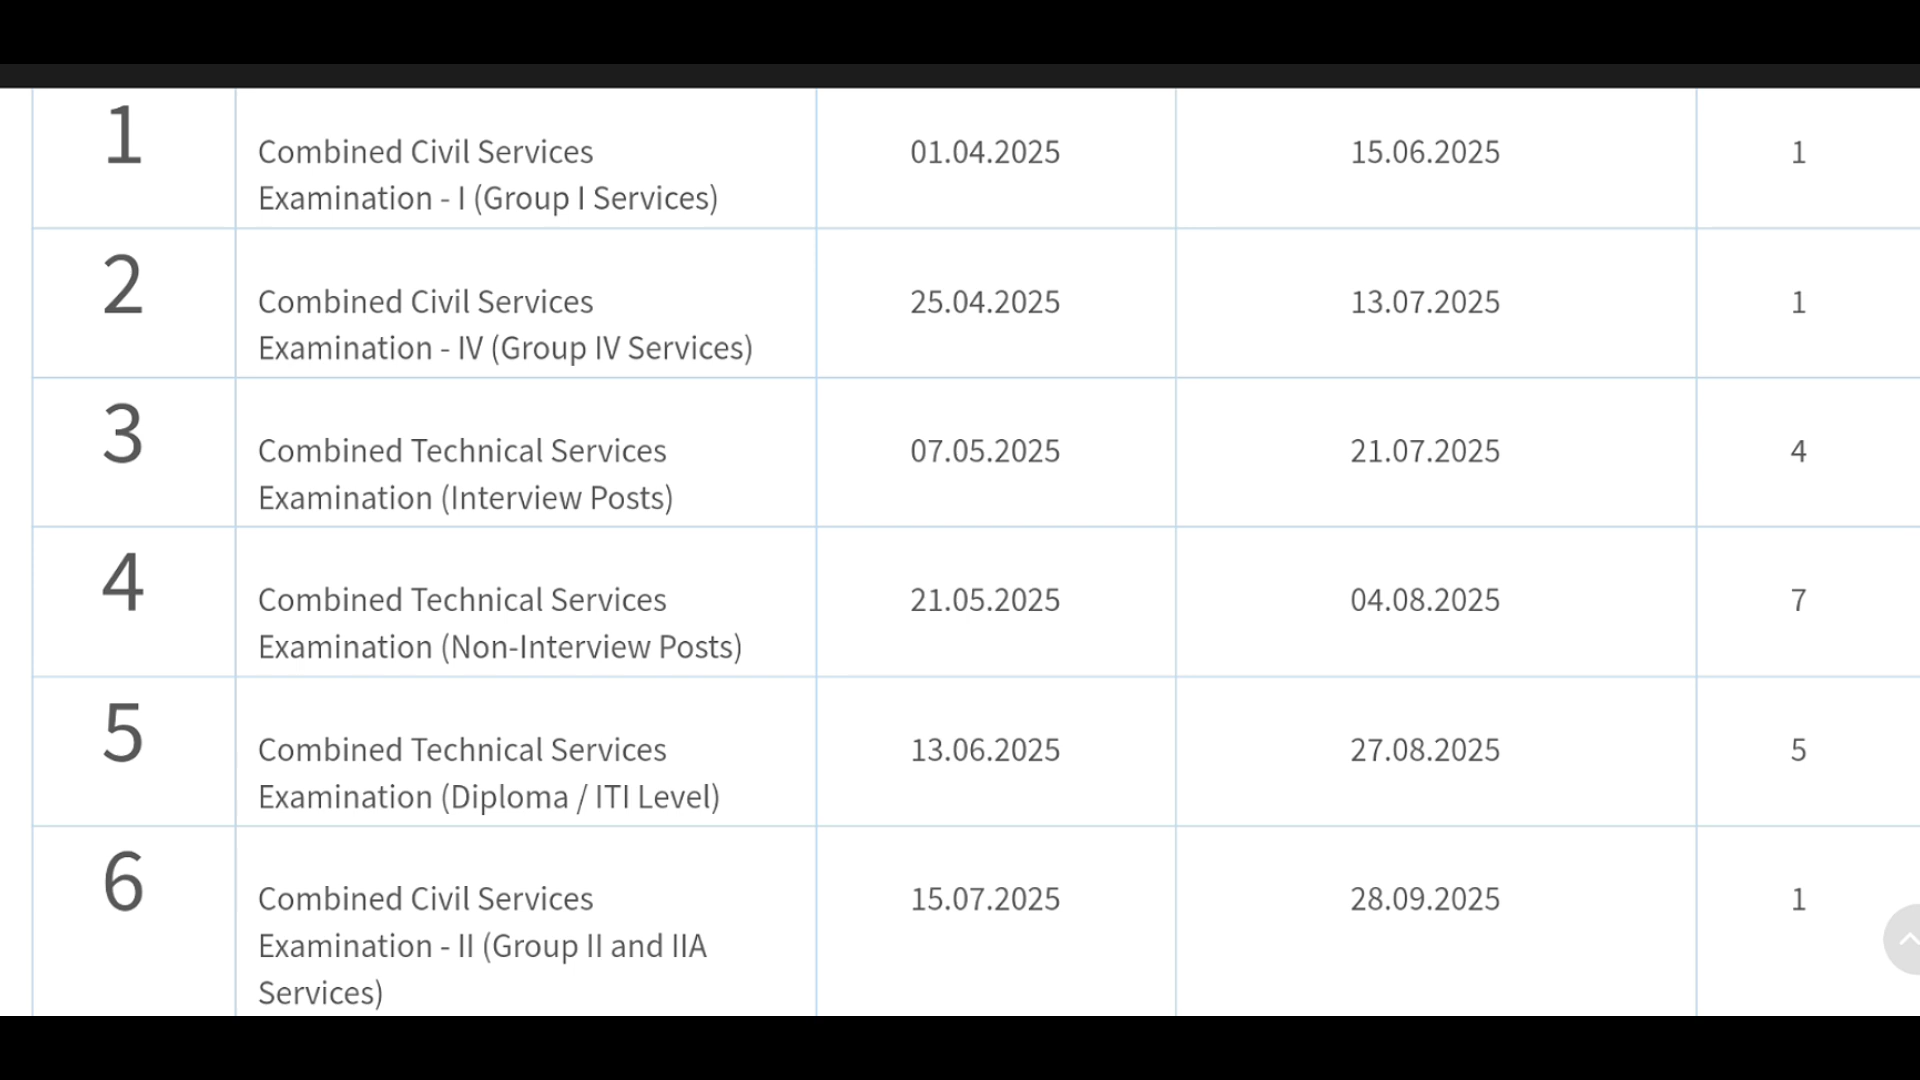 1
Combined Civil Services
Examination - I (Group I Services)
01.04.2025
15.06.2025
1
2
Combined Civil Services
Examination - IV (Group IV Services)
25.04.2025
13.07.2025
1
3
Combined Technical Services
Examination (Interview Posts)
07.05.2025
21.07.2025
4
4
Combined Technical Services
Examination (Non-Interview Posts)
21.05.2025
04.08.2025
7
5
Combined Technical Services
Examination (Diploma / ITI Level)
13.06.2025
27.08.2025
5
6
Combined Civil Services
Examination - II (Group II and IIA
Services)
15.07.2025
28.09.2025
1